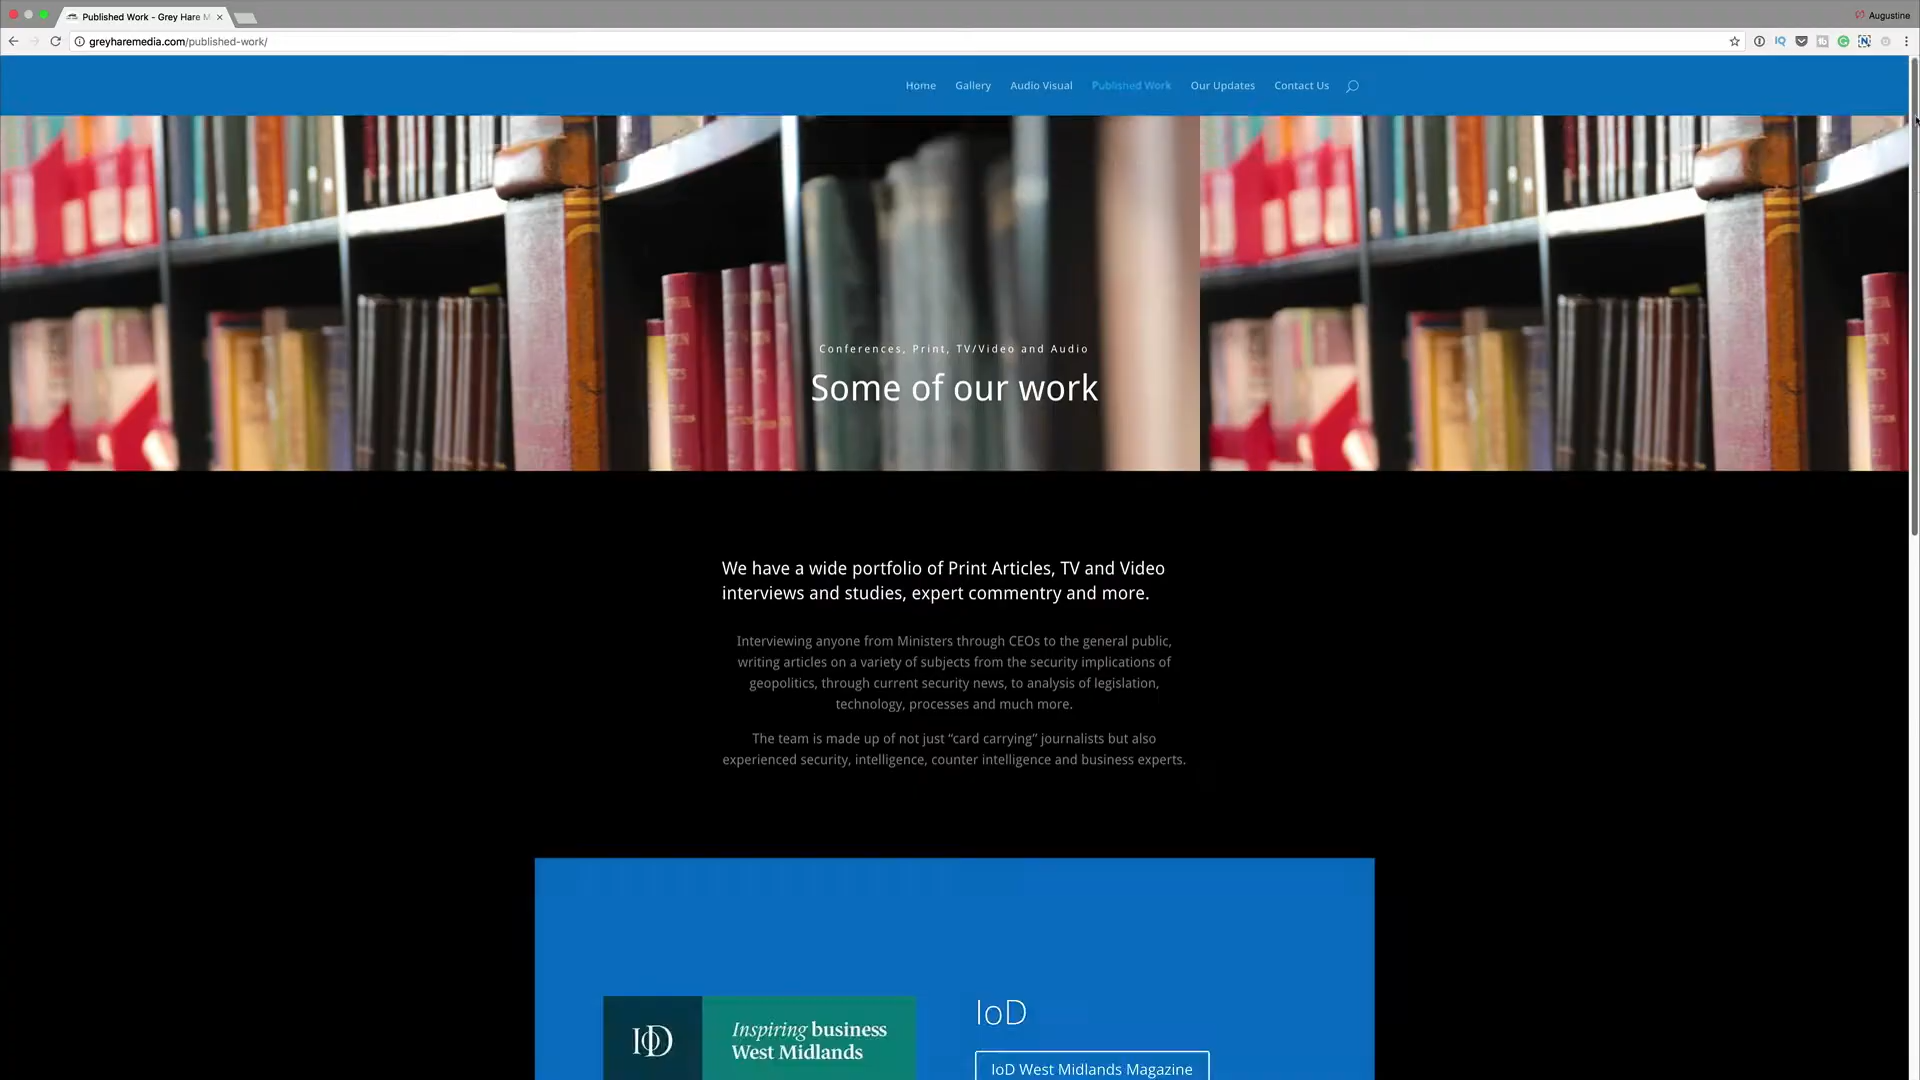 Published Work - Grey Hare M
Augustine
greyharemedia.com/published-work/
Home Gallery Audio Visual Published Work Our Updates Contact Us
Conferences, Print, TV/Video and Audio
Some of our work
We have a wide portfolio of Print Articles, TV and Video
interviews and studies, expert commentry and more.
Interviewing anyone from Ministers through CEOs to the general public,
writing articles on a variety of subjects from the security implications of
geopolitics, through current security news, to analysis of legislation,
technology, processes and much more.
The team is made up of not just “card carrying” journalists but also
experienced security, intelligence, counter intelligence and business experts.
IoD
Inspiring business
West Midlands
IoD
IoD West Midlands Magazine